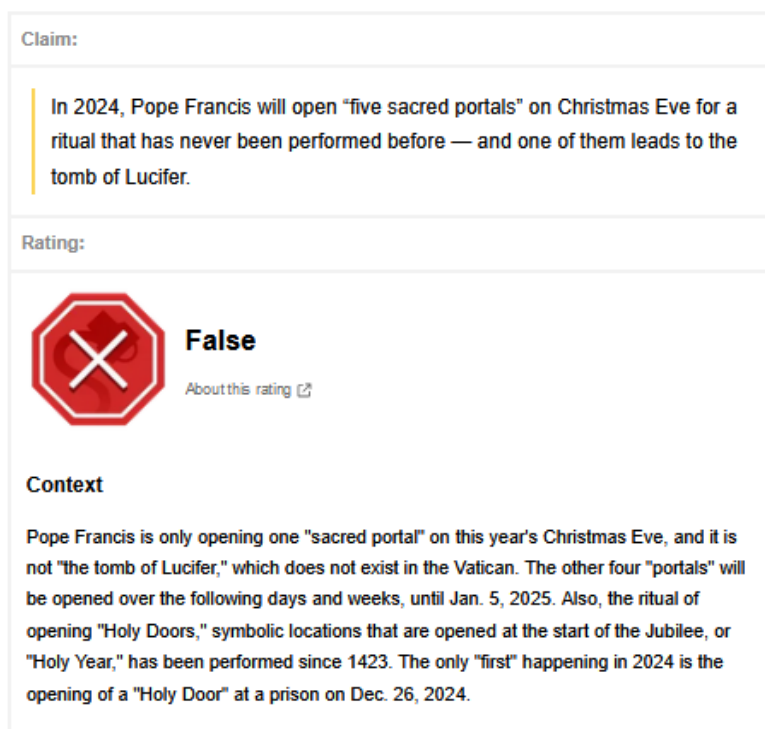 Claim:
In 2024, Pope Francis will open “five sacred portals” on Christmas Eve for a
ritual that has never been performed before — and one of them leads to the
tomb of Lucifer.
Rating:
False
About this rating
Context
Pope Francis is only opening one "sacred portal" on this year's Christmas Eve, and it is
not "the tomb of Lucifer," which does not exist in the Vatican. The other four "portals" will
be opened over the following days and weeks, until Jan. 5, 2025. Also, the ritual of
opening "Holy Doors," symbolic locations that are opened at the start of the Jubilee, or
"Holy Year," has been performed since 1423. The only "first" happening in 2024 is the
opening of a "Holy Door" at a prison on Dec. 26, 2024.